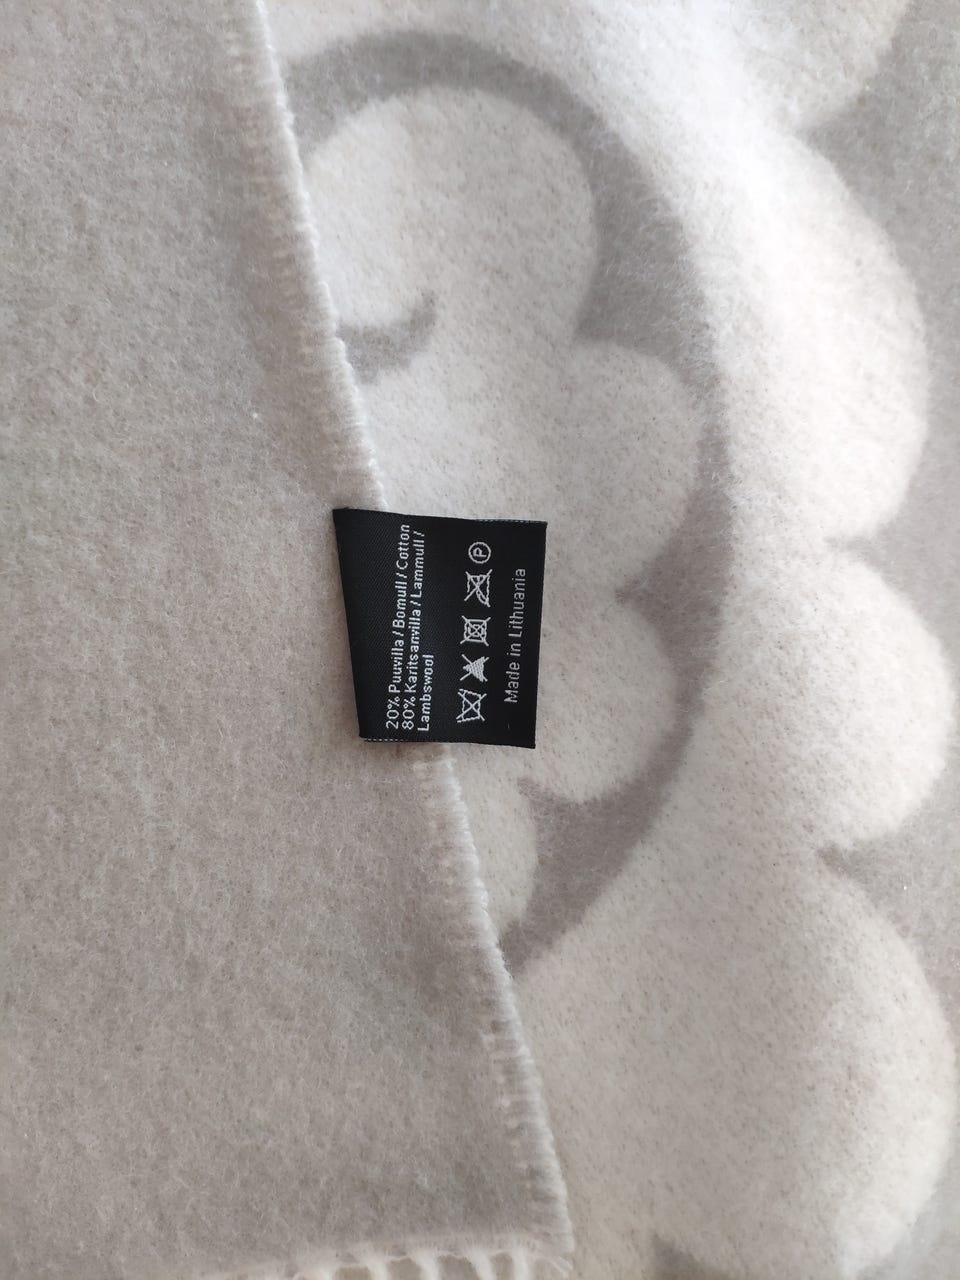 20% Puuvilla / Bomull / Cotton
80% Karitsanvilla / Lammull /
Lambswool
P
Made in Lithuania